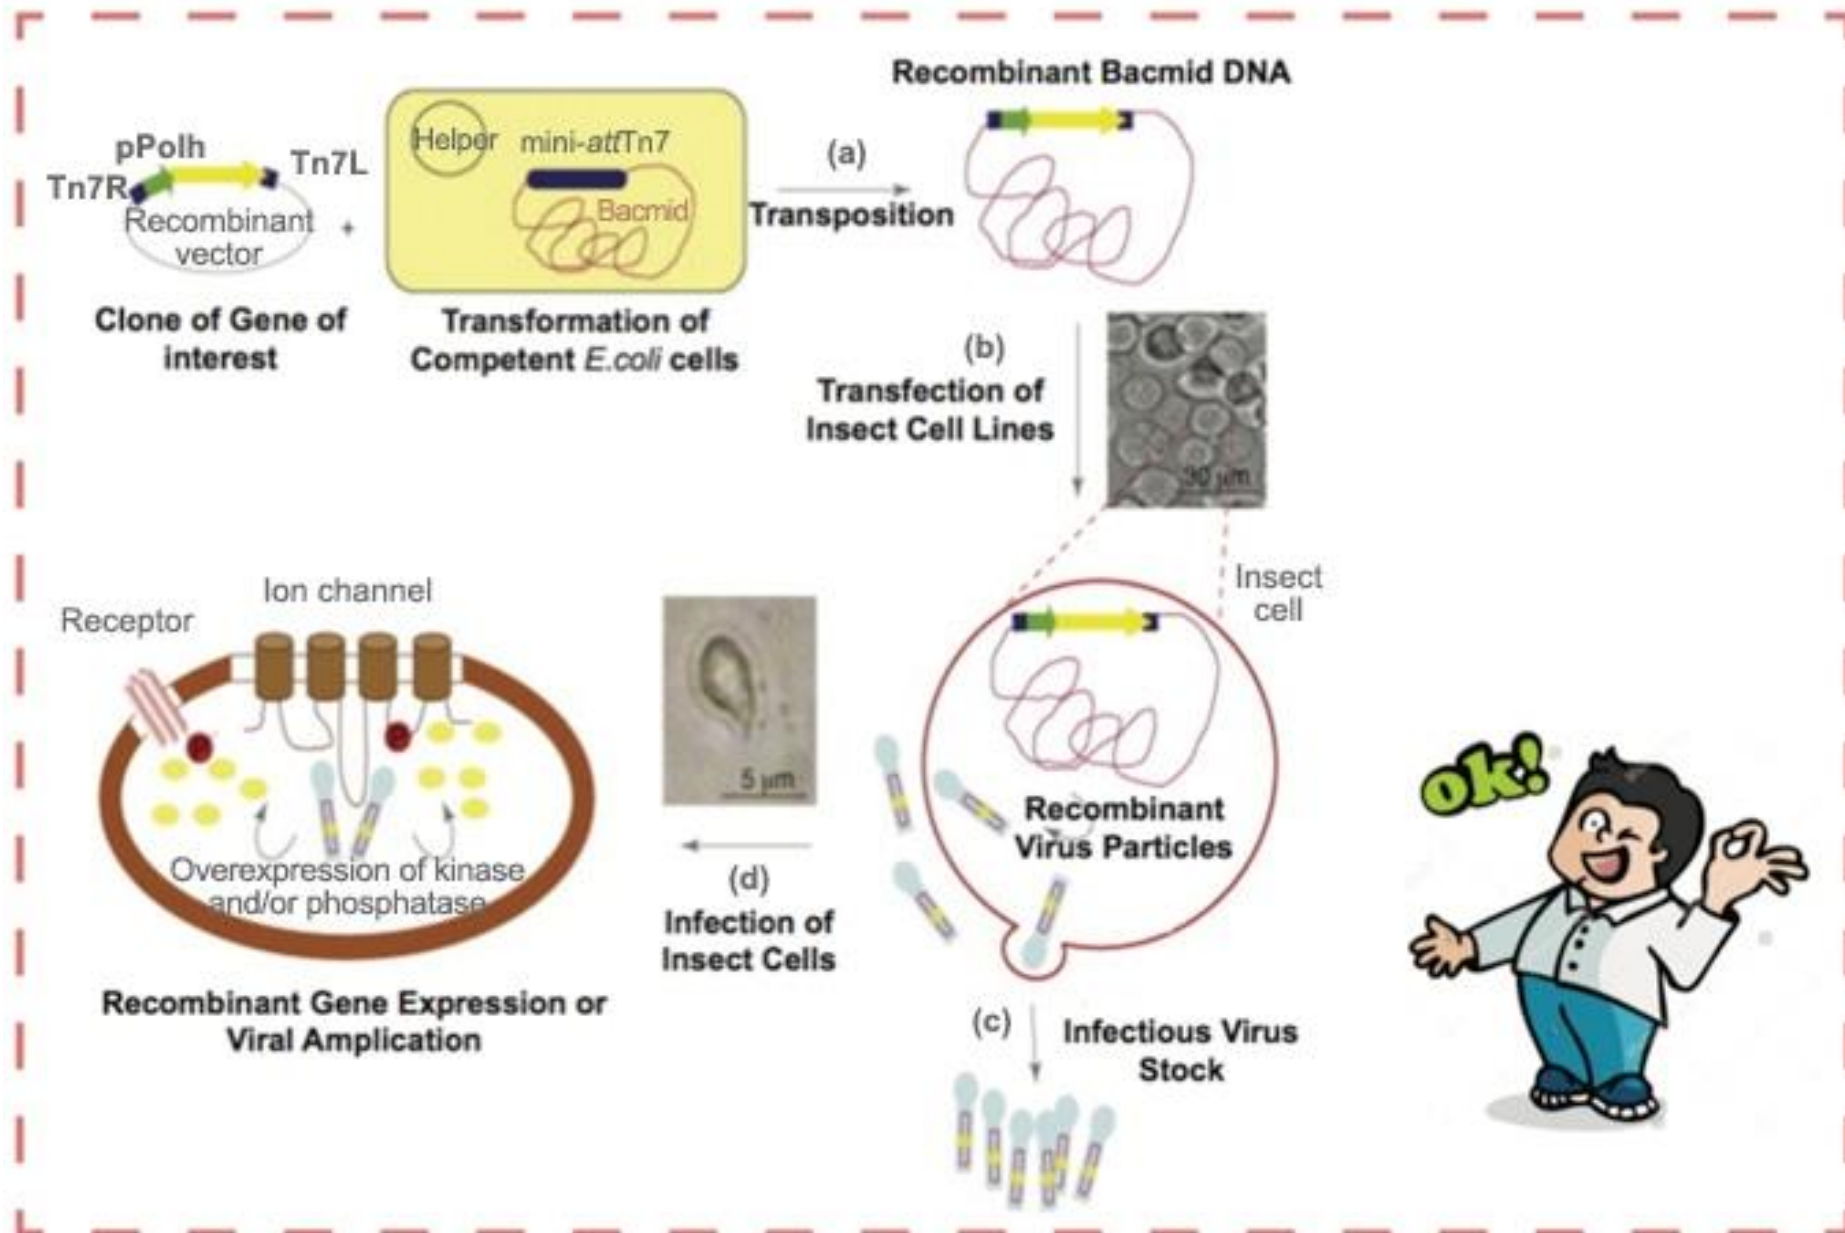 Recombinant Bacmid DNA
pPolh
Tn7R
Tn7L
Recombinant
vector
+
Helper
mini-attTn7
Bacmid
(a)
Transposition
Clone of Gene of
interest
Transformation of
Competent E.coli cells
(b)
Transfection of
Insect Cell Lines
30 µm
Insect
cell
Receptor
Ion channel
5 µm
Recombinant
Virus Particles
Overexpression of kinase
and/or phosphatase
(d)
Infection of
Insect Cells
Recombinant Gene Expression or
Viral Amplication
(c)
Infectious Virus
Stock
ok!